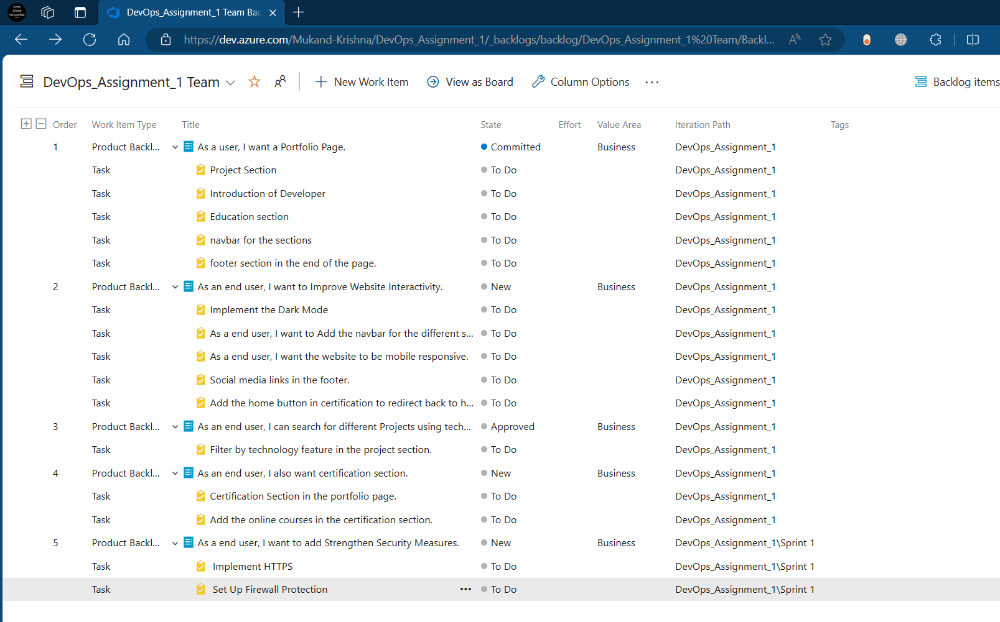 DevOps_Assignment_1 Team Bac
https://dev.azure.com/Mukand-Krishna/DevOps_Assignment_1/_backlogs/backlog/DevOps_Assignment_1%20Team/Backl...
DevOps_Assignment_1 Team New Work Item View as Board Column Options Backlog items
Order Work Item Type Title State Effort Value Area Iteration Path Tags
1 Product Backl... As a user, I want a Portfolio Page. Committed Business DevOps_Assignment_1
Task Project Section To Do DevOps_Assignment_1
Task Introduction of Developer To Do DevOps_Assignment_1
Task Education section To Do DevOps_Assignment_1
Task navbar for the sections To Do DevOps_Assignment_1
Task footer section in the end of the page. To Do DevOps_Assignment_1
2 Product Backl... As an end user, I want to Improve Website Interactivity. New Business DevOps_Assignment_1
Task Implement the Dark Mode To Do DevOps_Assignment_1
Task As a end user, I want to Add the navbar for the different s... To Do DevOps_Assignment_1
Task As a end user, I want the website to be mobile responsive. To Do DevOps_Assignment_1
Task Social media links in the footer. To Do DevOps_Assignment_1
Task Add the home button in certification to redirect back to h... To Do DevOps_Assignment_1
3 Product Backl... As an end user, I can search for different Projects using tech... Approved Business DevOps_Assignment_1
Task Filter by technology feature in the project section. To Do DevOps_Assignment_1
4 Product Backl... As an end user, I also want certification section. New Business DevOps_Assignment_1
Task Certification Section in the portfolio page. To Do DevOps_Assignment_1
Task Add the online courses in the certification section. To Do DevOps_Assignment_1
5 Product Backl... As a end user, I want to add Strengthen Security Measures. New Business DevOps_Assignment_1\Sprint 1
Task Implement HTTPS To Do DevOps_Assignment_1\Sprint 1
Task Set Up Firewall Protection To Do DevOps_Assignment_1\Sprint 1